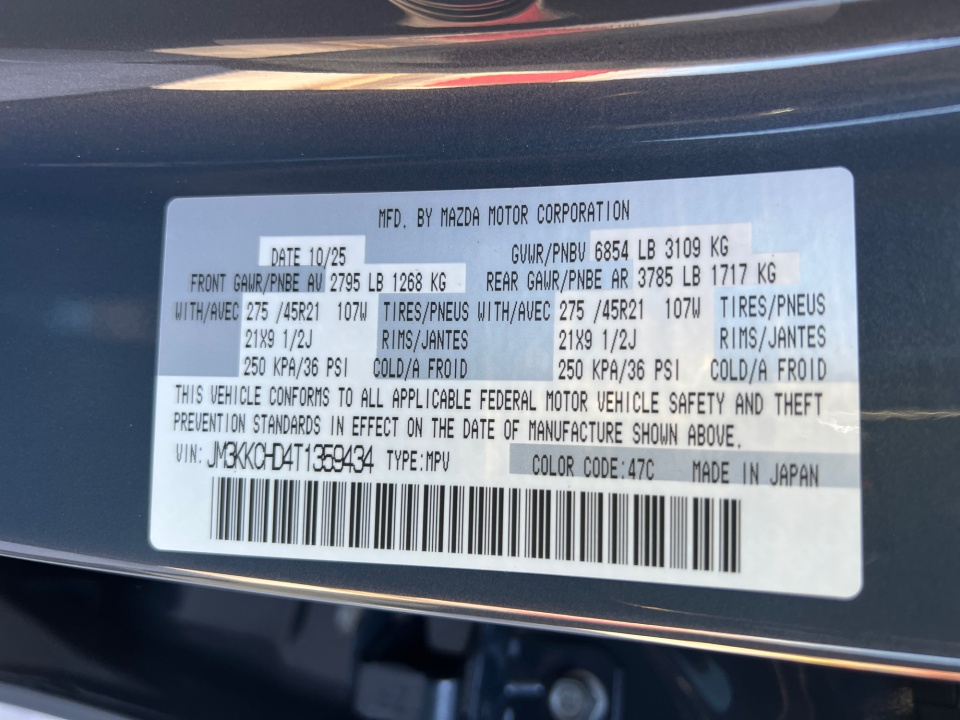 MFD. BY MAZDA MOTOR CORPORATION
DATE 10/25 GVWR/PNBV 6854 LB 3109 KG
FRONT GAWR/PNBE AV 2795 LB 1268 KG REAR GAWR/PNBE AR 3785 LB 1717 KG
WITH/AVEC 275 /45R21 107W TIRES/PNEUS WITH/AVEC 275 /45R21 107W TIRES/PNEUS
21X9 1/2J RIMS/JANTES 21X9 1/2J RIMS/JANTES
250 KPA/36 PSI COLD/A FROID 250 KPA/36 PSI COLD/A FROID
THIS VEHICLE CONFORMS TO ALL APPLICABLE FEDERAL MOTOR VEHICLE SAFETY AND THEFT
PREVENTION STANDARDS IN EFFECT ON THE DATE OF MANUFACTURE SHOWN ABOVE.
VIN: JM3KKCHD4T1359434 TYPE:MPV COLOR CODE:47C MADE IN JAPAN